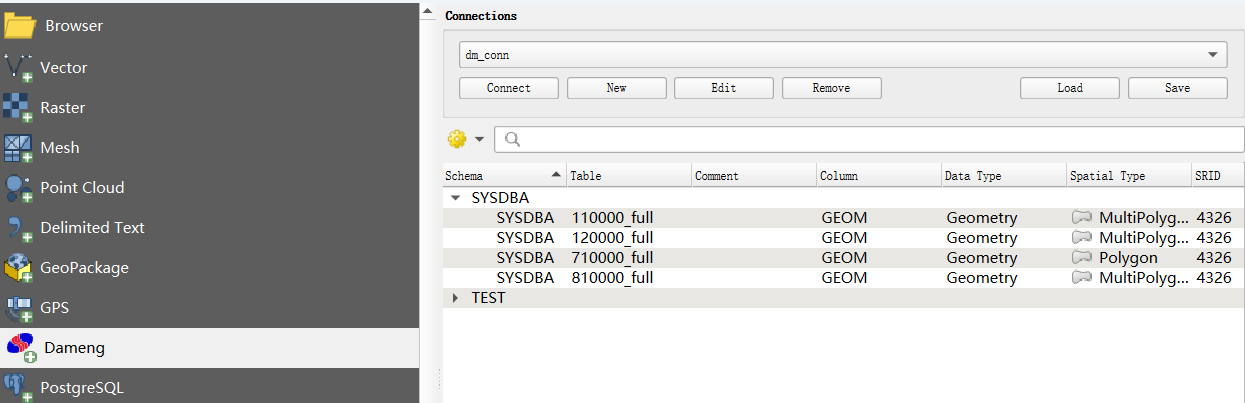 Browser
Vector
Raster
Mesh
Point Cloud
Delimited Text
GeoPackage
GPS
Dameng
PostgreSQL
Connections
dm_conn
Connect New Edit Remove Load Save
Schema Table Comment Column Data Type Spatial Type SRID
SYSDBA
SYSDBA 110000_full GEOM Geometry MultiPolyg... 4326
SYSDBA 120000_full GEOM Geometry MultiPolyg... 4326
SYSDBA 710000_full GEOM Geometry Polygon 4326
SYSDBA 810000_full GEOM Geometry MultiPolyg... 4326
TEST